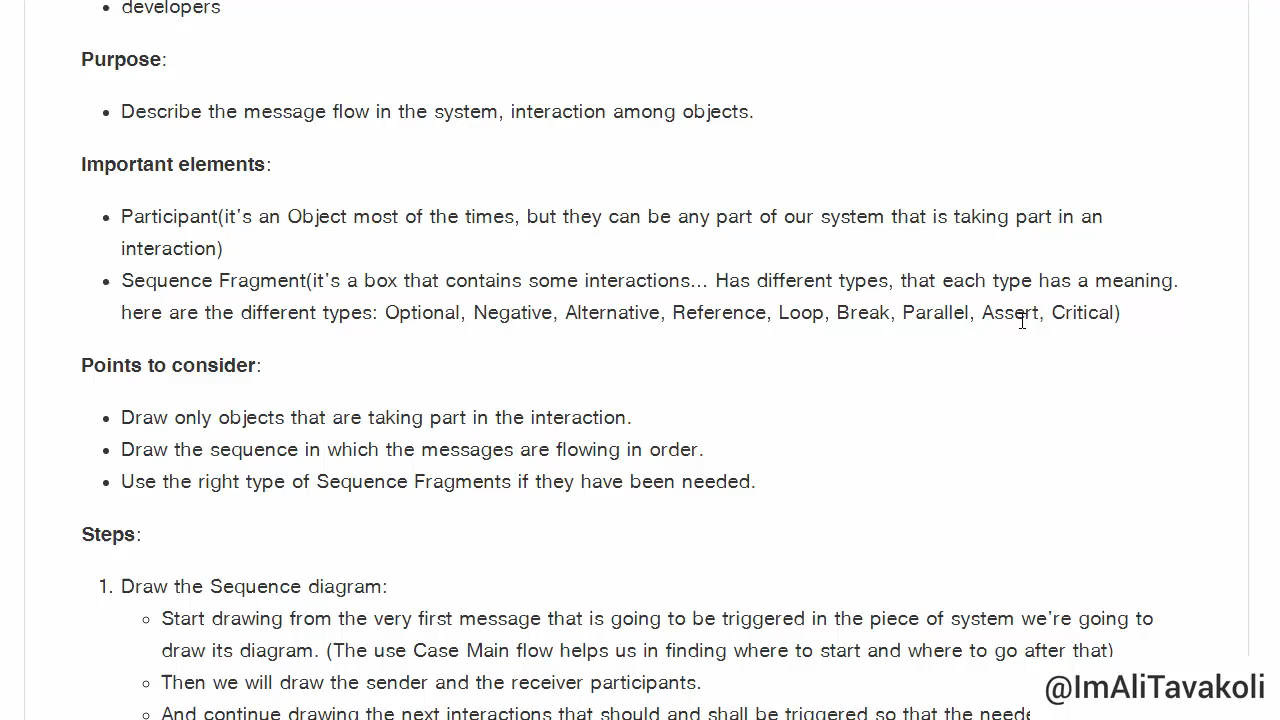 developers
Purpose:
Describe the message flow in the system, interaction among objects.
Important elements:
Participant(it's an Object most of the times, but they can be any part of our system that is taking part in an
interaction)
Sequence Fragment(it's a box that contains some interactions... Has different types, that each type has a meaning.
here are the different types: Optional, Negative, Alternative, Reference, Loop, Break, Parallel, Assert, Critical)
Points to consider:
Draw only objects that are taking part in the interaction.
Draw the sequence in which the messages are flowing in order.
Use the right type of Sequence Fragments if they have been needed.
Steps:
1. Draw the Sequence diagram:
Start drawing from the very first message that is going to be triggered in the piece of system we're going to
draw its diagram. (The use Case Main flow helps us in finding where to start and where to go after that)
Then we will draw the sender and the receiver participants.
And continue drawing the next interactions that should and shall be triggered so that the
@ImAliTavakoli